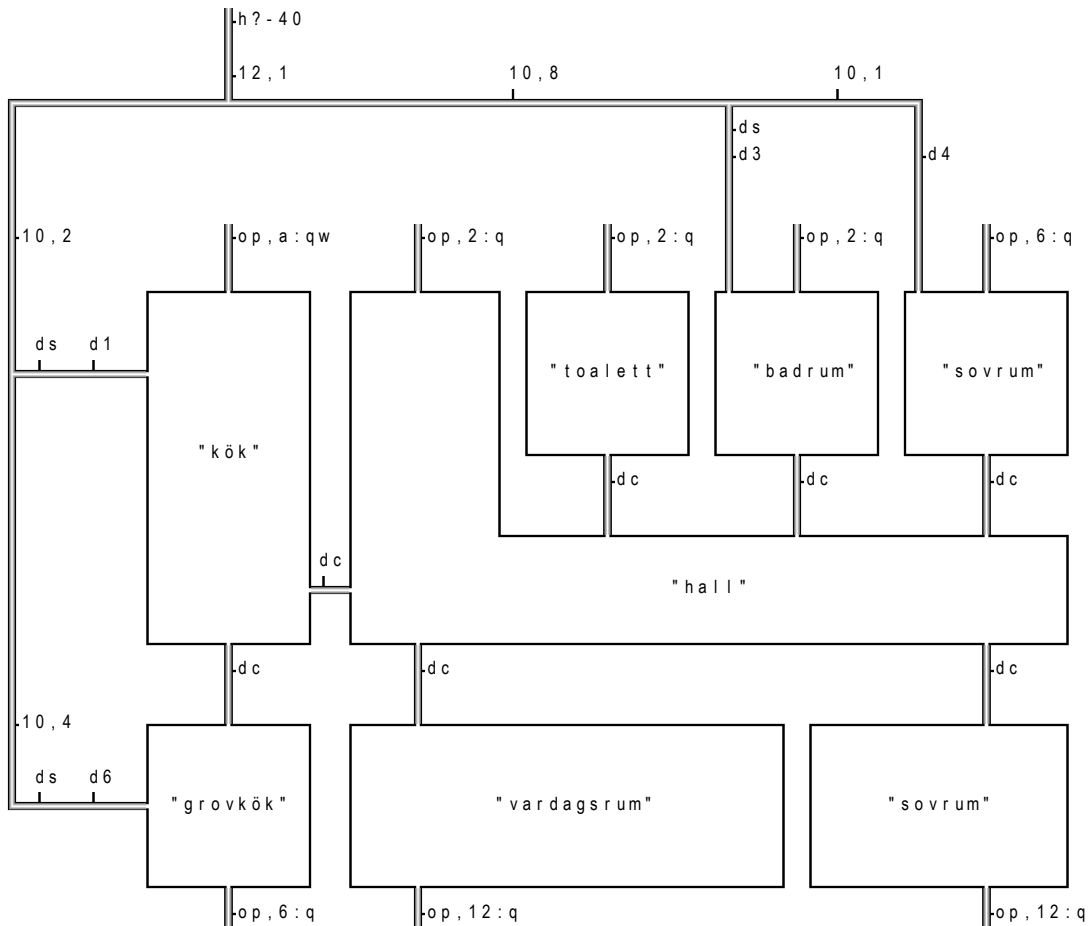 h?-40
12,1
10,8
10,1
ds
d3
d4
10,2
op,a:qw
op,2:q
op,2:q
op,2:q
op,6:q
ds
d1
"toalett"
"badrum"
"sovrum"
"kök"
dc
dc
dc
dc
"hall"
dc
dc
dc
10,4
ds
d6
"grovkök"
"vardagsrum"
"sovrum"
op,6:q
op,12:q
op,12:q